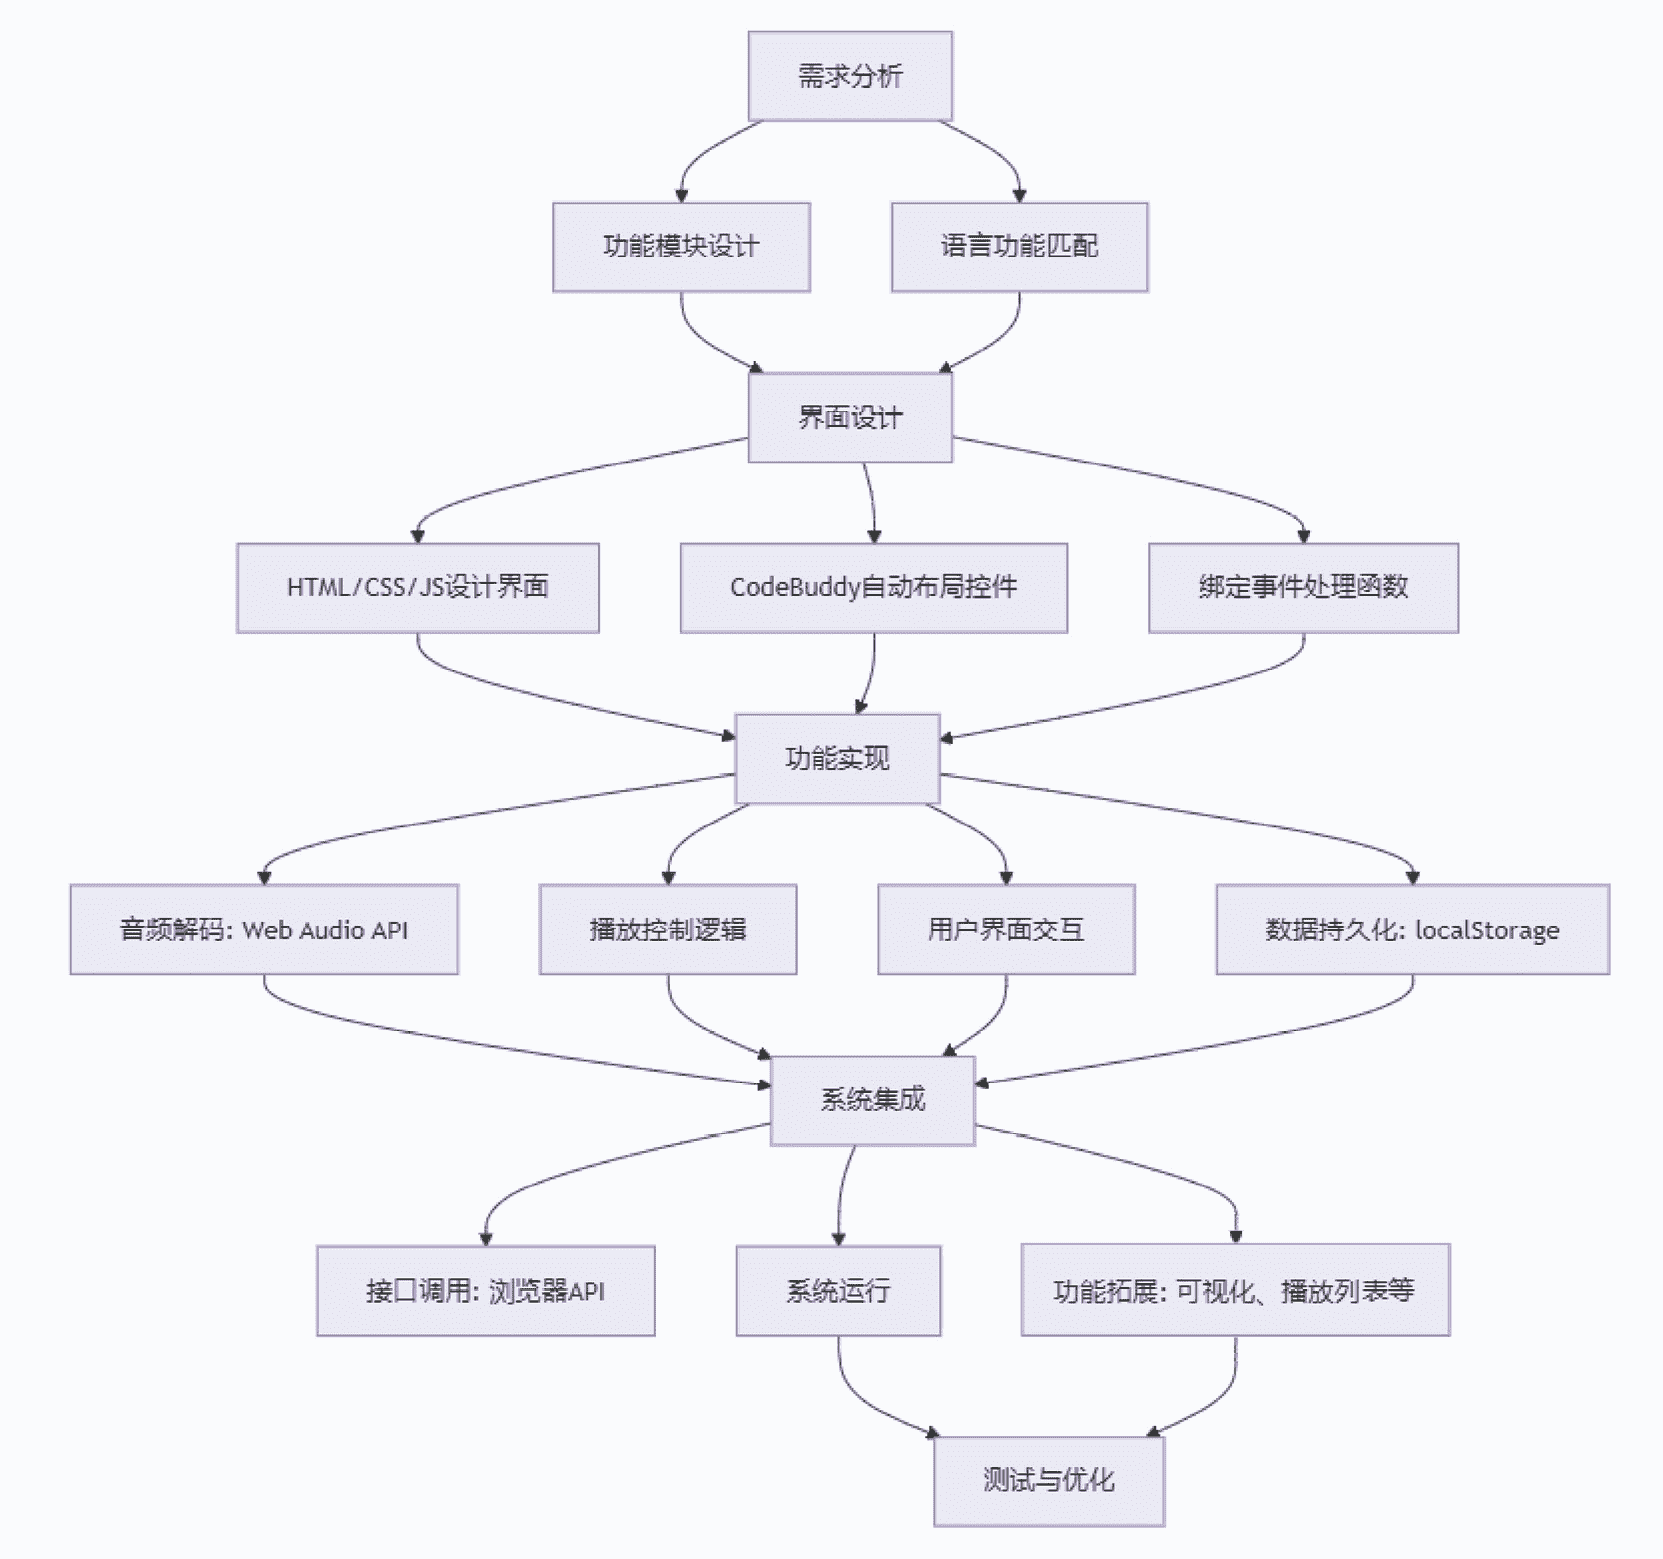 需求分析
功能模块设计
语言功能匹配
界面设计
HTML/CSS/JS设计界面
CodeBuddy自动布局控件
绑定事件处理函数
功能实现
音频解码: Web Audio API
播放控制逻辑
用户界面交互
数据持久化: localStorage
系统集成
接口调用: 浏览器API
系统运行
功能拓展: 可视化、播放列表等
测试与优化